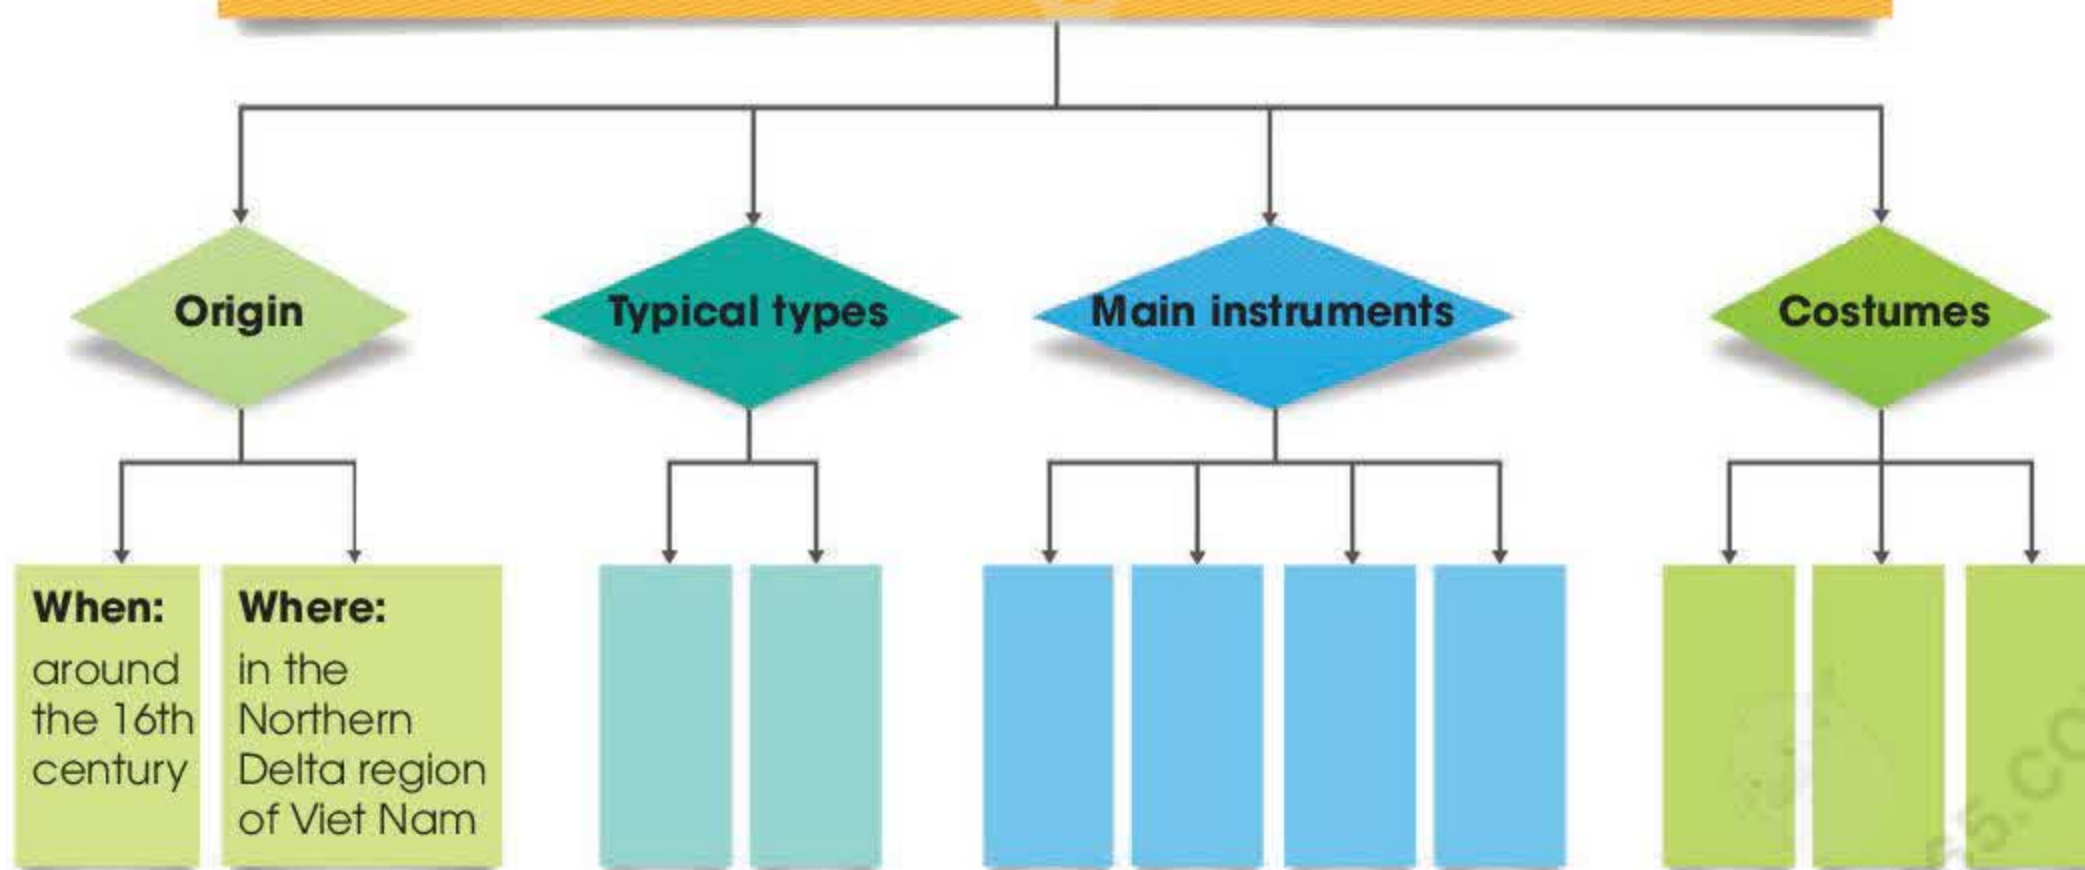 Origin
Typical types
Main instruments
Costumes
When:
around
the 16th
century
Where:
in the
Northern
Delta region
of Viet Nam